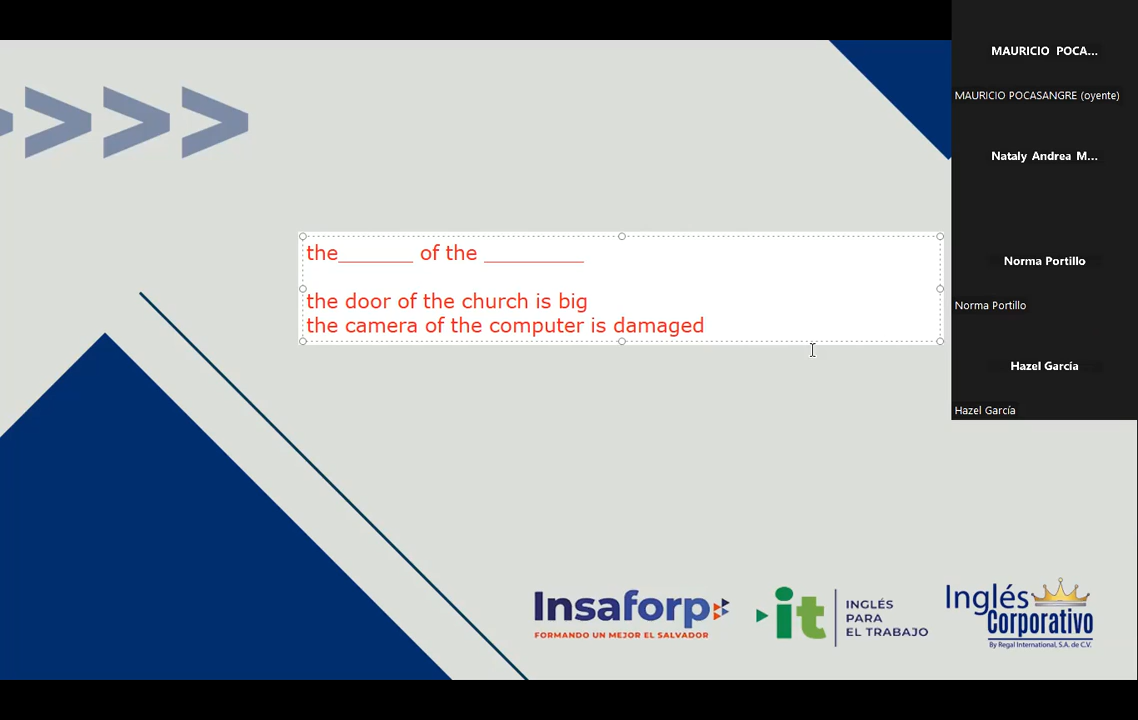 the_______ of the _________
the door of the church is big
the camera of the computer is damaged
MAURICIO POCA...
MAURICIO POCASANGRE (oyente)
Nataly Andrea M...
Norma Portillo
Norma Portillo
Hazel García
Hazel García
Insaforp
FORMANDO UN MEJOR EL SALVADOR
it
INGLÉS
PARA
EL TRABAJO
Inglés
Corporativo
By Regal International, S.A. de C.V.